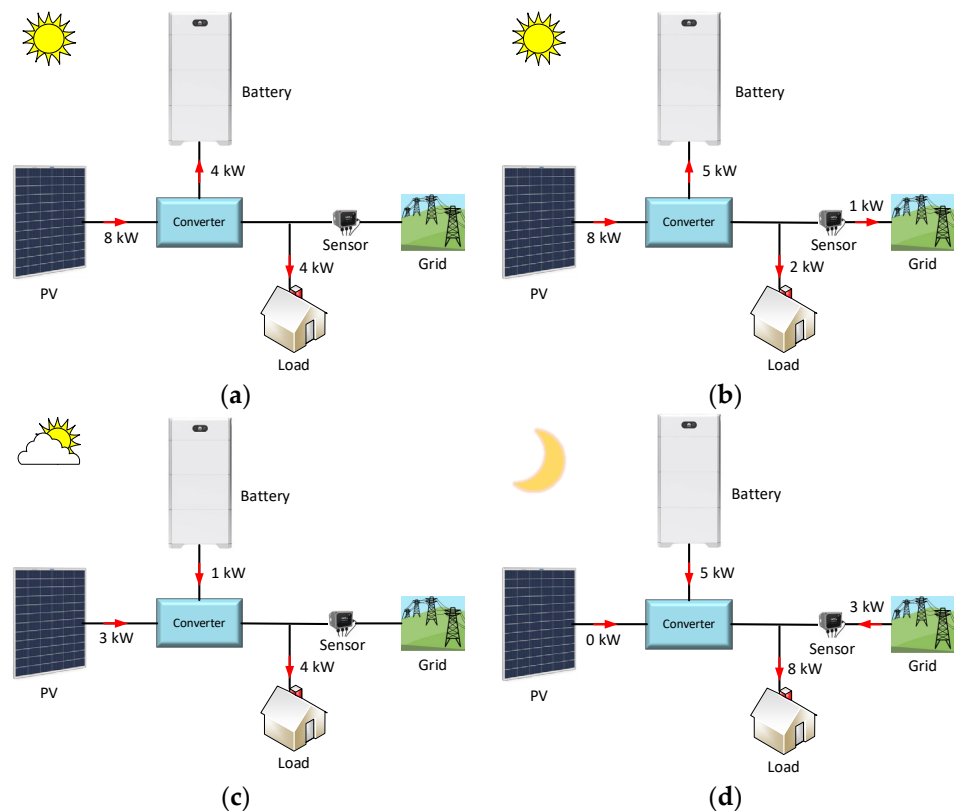 Battery
4 kW
Converter
8 kW
Sensor
Grid
4 kW
PV
Load
(a)
Battery
5 kW
Converter
1 kW
8 kW
Sensor
Grid
2 kW
PV
Load
(b)
Battery
1 kW
Converter
3 kW
Sensor
Grid
4 kW
PV
Load
(c)
Battery
5 kW
Converter
3 kW
0 kW
Sensor
Grid
8 kW
PV
Load
(d)